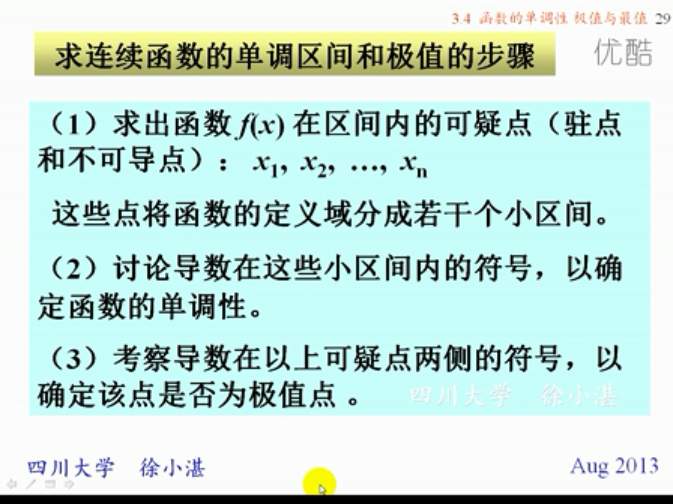 3.4 函数的单调性 极值与最值 29
优酷
求连续函数的单调区间和极值的步骤
（1）求出函数 f(x) 在区间内的可疑点（驻点
和不可导点）： x₁, x₂, …, xₙ
这些点将函数的定义域分成若干个小区间。
（2）讨论导数在这些小区间内的符号，以确
定函数的单调性。
（3）考察导数在以上可疑点两侧的符号，以
确定该点是否为极值点 。
四川大学 徐小湛
四川大学 徐小湛
Aug 2013